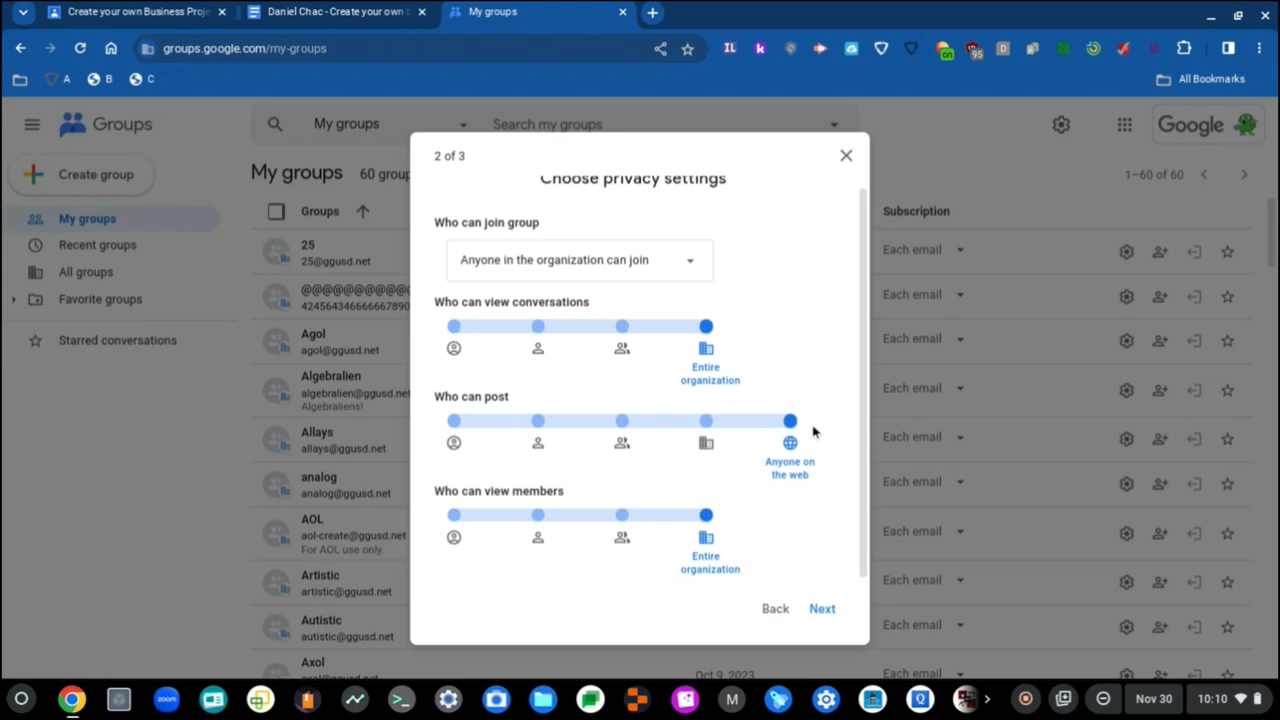 Create your own Business Proje
Daniel Chac - Create your own b
My groups
groups.google.com/my-groups
IL
k
on
95
D
A
B
C
All Bookmarks
Groups
My groups
Search my groups
Google
Create group
My groups
60 group
1–60 of 60
My groups
Recent groups
All groups
Favorite groups
Starred conversations
Groups
Subscription
25
25@ggusd.net
Each email
@@@@@@@@@@
Each email
Agol
agol@ggusd.net
Each email
Algebralien
algebralien@ggusd.net
Algebraliens!
Each email
Allays
allays@ggusd.net
Each email
analog
analog@ggusd.net
Each email
AOL
aol-create@ggusd.net
For AOL use only.
Each email
Artistic
artistic@ggusd.net
Each email
Autistic
autistic@ggusd.net
Each email
Axol
Oct 9, 2023
Each email
2 of 3
Choose privacy settings
Who can join group
Anyone in the organization can join
Who can view conversations
Entire
organization
Who can post
Anyone on
the web
Who can view members
Entire
organization
Back
Next
zoom
M
Q
Nov 30
10:10